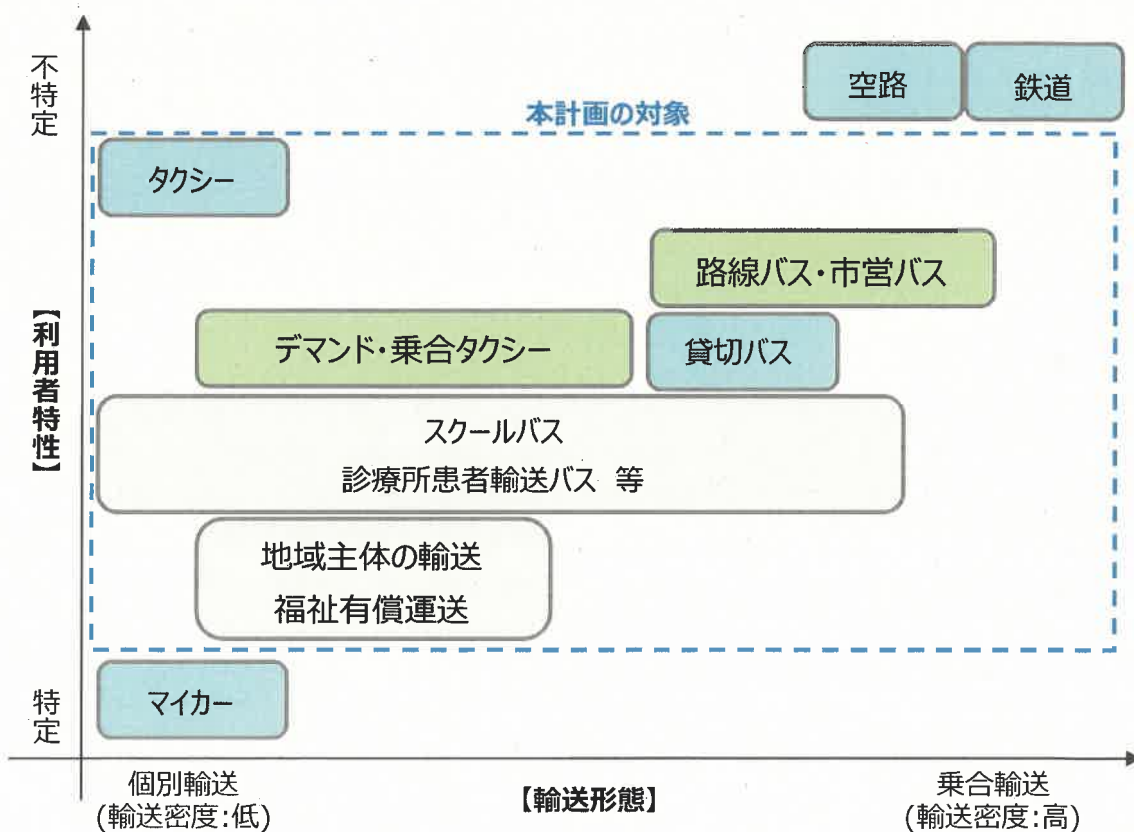 不特定
空路
鉄道
本計画の対象
タクシー
路線バス・市営バス
デマンド・乗合タクシー
貸切バス
【利用者特性】
スクールバス
診療所患者輸送バス 等
地域主体の輸送
福祉有償運送
特定
マイカー
個別輸送
(輸送密度:低)
【輸送形態】
乗合輸送
(輸送密度:高)